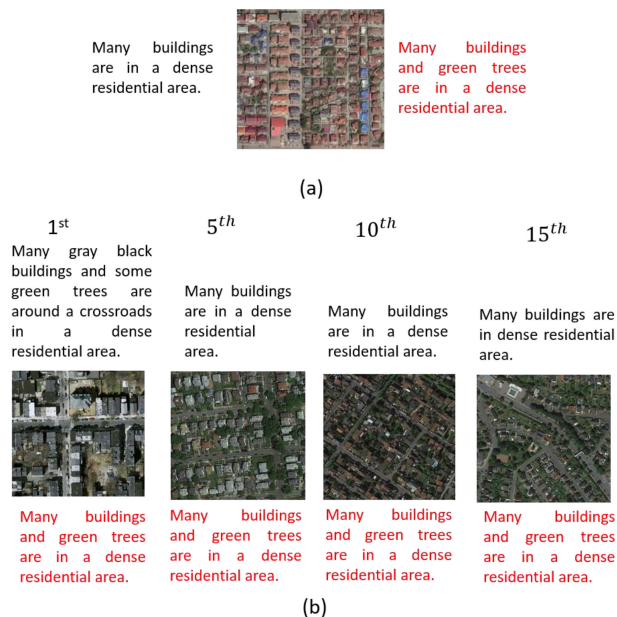 Many buildings
are in a dense
residential area.
Many buildings
and green trees
are in a dense
residential area.
(a)
1st
Many gray black
buildings and some
green trees are
around a crossroads
in a dense
residential area.
5th
Many buildings
are in a dense
residential
area.
10th
Many buildings
are in a dense
residential area.
15th
Many buildings are
in dense residential
area.
Many buildings
and green trees
are in a dense
residential area.
Many buildings
and green trees
are in a dense
residential area.
Many buildings
and green trees
are in a dense
residential area.
Many buildings
and green trees
are in a dense
residential area.
(b)